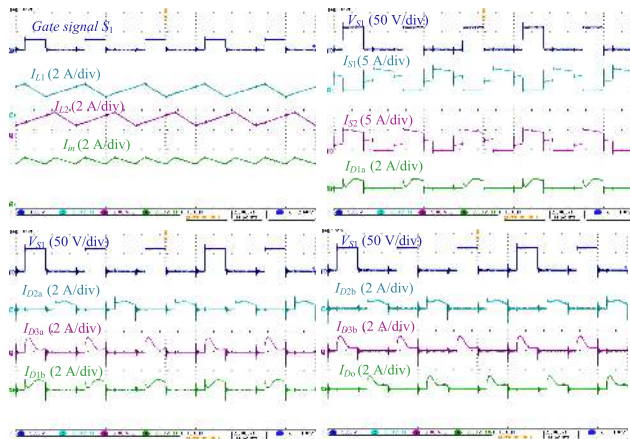 Gate signal S1
IL1 (2 A/div)
IL2 (2 A/div)
Iin (2 A/div)
VS1 (50 V/div)
IS1(5 A/div)
IS2 (5 A/div)
ID1a (2 A/div)
VS1 (50 V/div)
ID2a (2 A/div)
ID3a (2 A/div)
ID1b (2 A/div)
VS1 (50 V/div)
ID2b (2 A/div)
ID3b (2 A/div)
IDo (2 A/div)